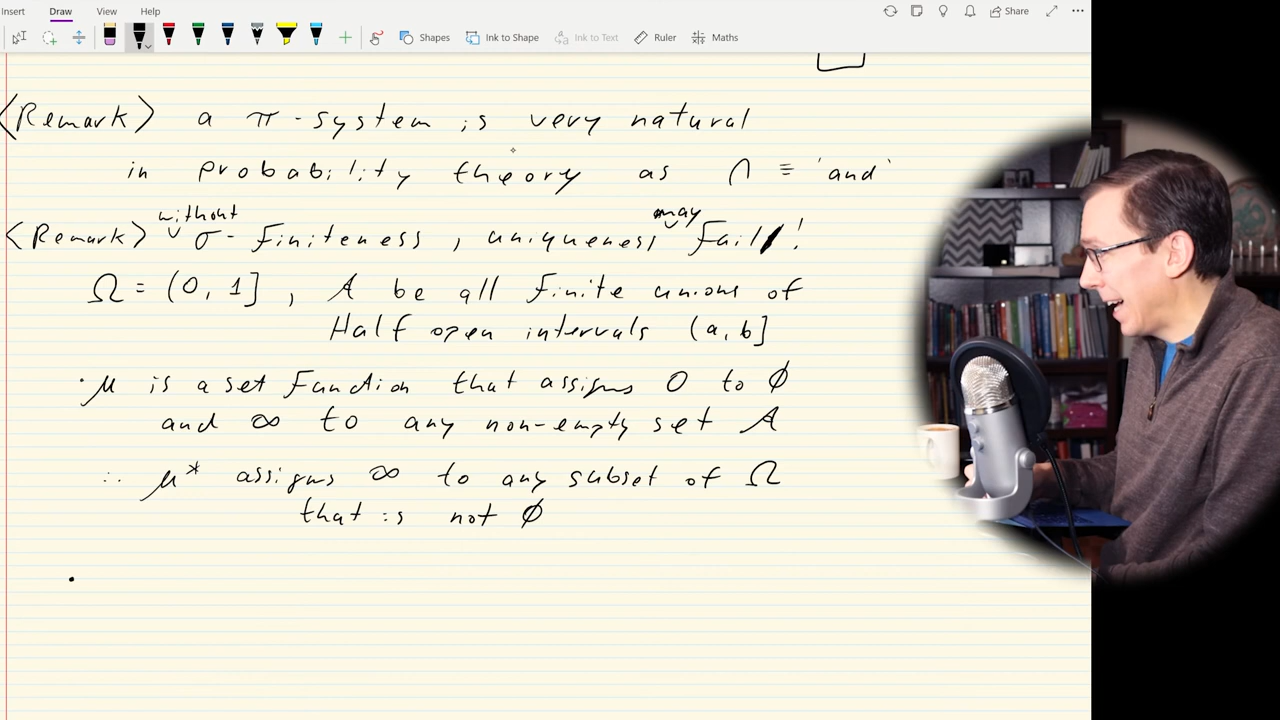 Insert Draw View Help
Share
Shapes Ink to Shape Ink to Text Ruler Maths
<Remark> a π-system is very natural
in probability theory as ∩ ≡ 'and'
<Remark> without σ-finiteness, uniqueness may fail!
Ω = (0, 1], A be all finite unions of
Half open intervals (a, b]
· μ is a set function that assigns 0 to ∅
and ∞ to any non-empty set A
∴ μ* assigns ∞ to any subset of Ω
that is not ∅